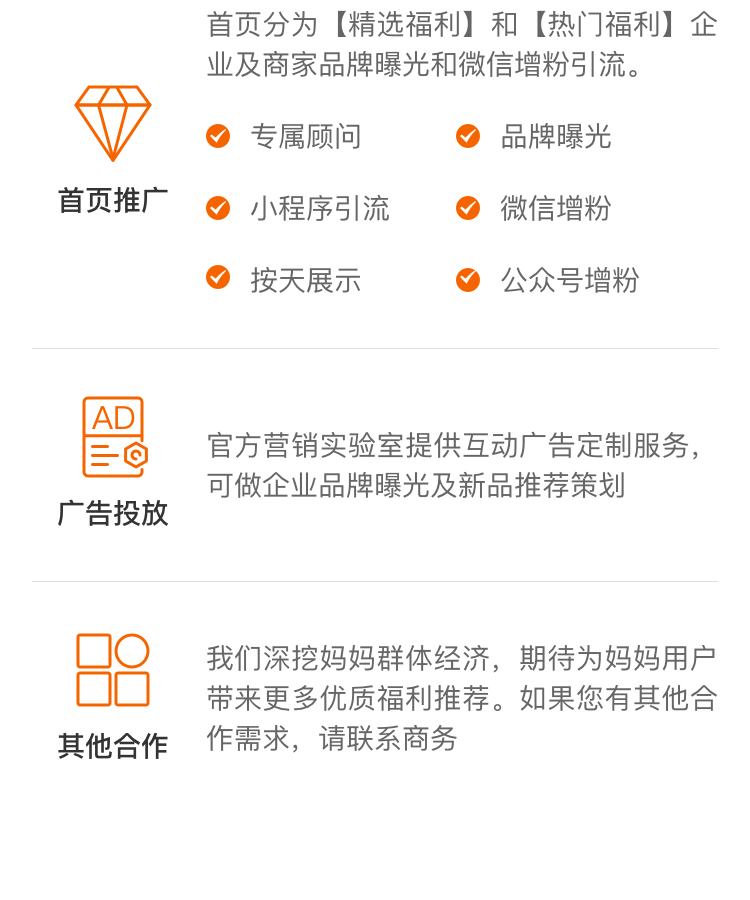 首页分为【精选福利】和【热门福利】企
业及商家品牌曝光和微信增粉引流。
首页推广
专属顾问
品牌曝光
小程序引流
微信增粉
按天展示
公众号增粉
AD
广告投放
官方营销实验室提供互动广告定制服务，
可做企业品牌曝光及新品推荐策划
其他合作
我们深挖妈妈群体经济，期待为妈妈用户
带来更多优质福利推荐。如果您有其他合
作需求，请联系商务